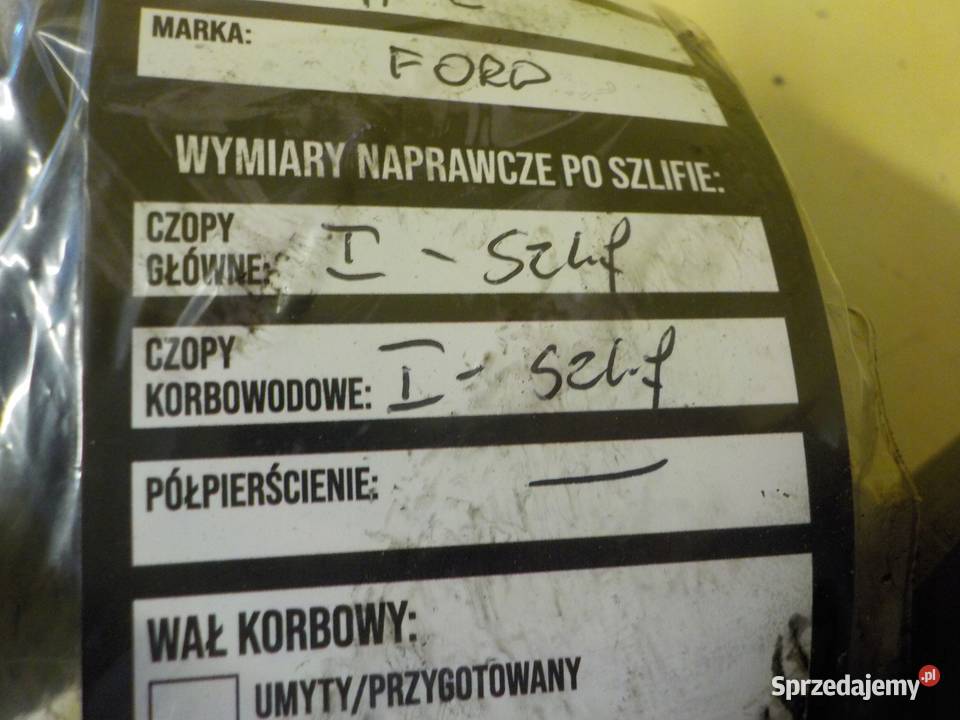 MARKA: FORD
WYMIARY NAPRAWCZE PO SZLIFIE:
CZOPY
GŁÓWNE: I - Szlif
CZOPY
KORBOWODOWE: I - szlif
PÓŁPIERŚCIENIE: —
WAŁ KORBOWY:
UMYTY/PRZYGOTOWANY
Sprzedajemy.pl